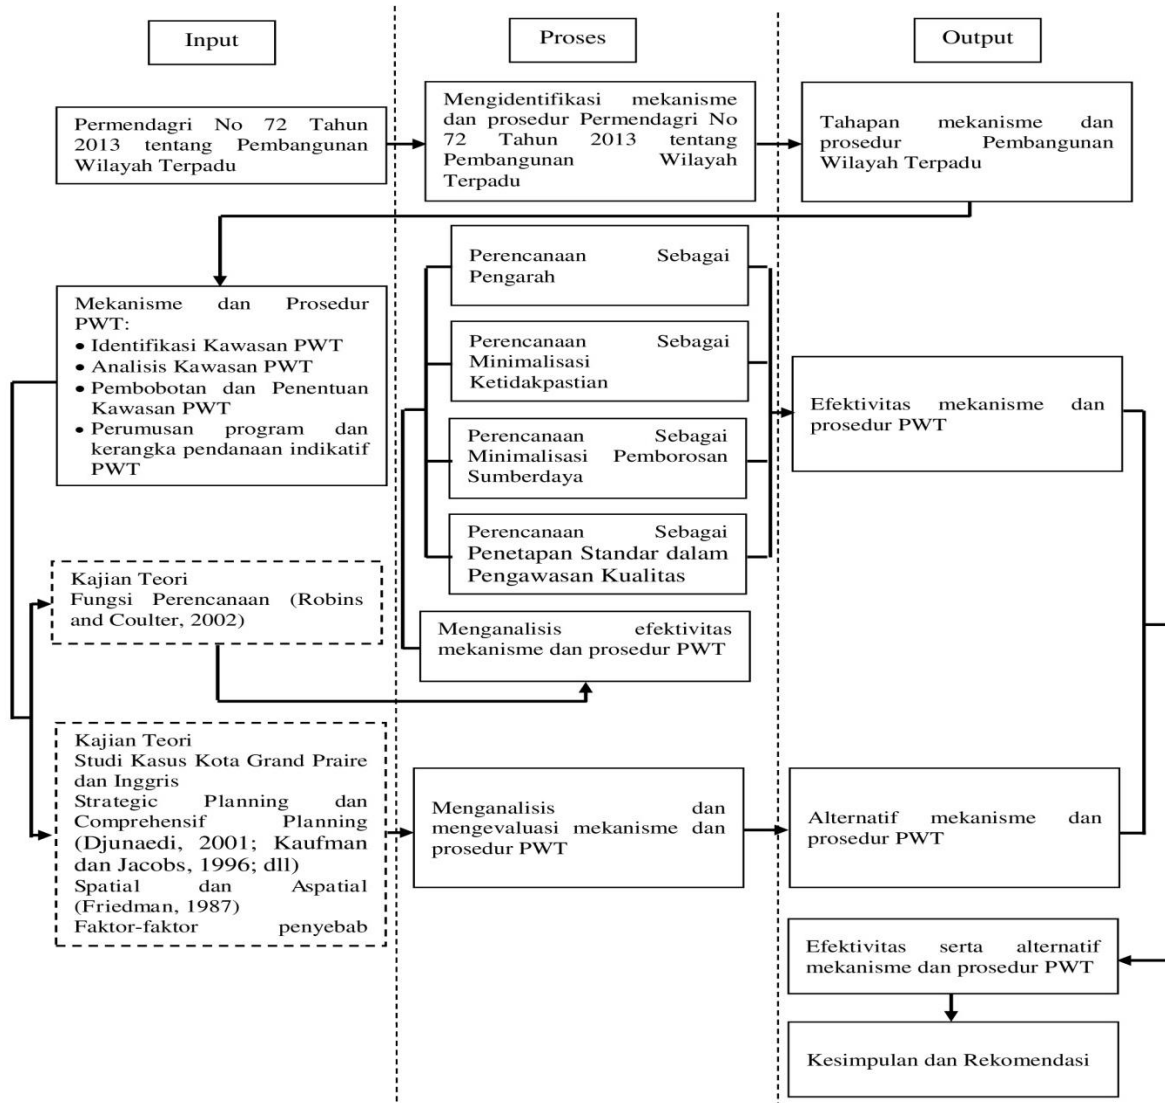 Input
Proses
Output
Permendagri No 72 Tahun
2013 tentang Pembangunan
Wilayah Terpadu
Mengidentifikasi mekanisme
dan prosedur Permendagri No
72 Tahun 2013 tentang
Pembangunan Wilayah
Terpadu
Tahapan mekanisme dan
prosedur Pembangunan
Wilayah Terpadu
Mekanisme dan Prosedur
PWT:
• Identifikasi Kawasan PWT
• Analisis Kawasan PWT
• Pembobotan dan Penentuan
Kawasan PWT
• Perumusan program dan
kerangka pendanaan indikatif
PWT
Perencanaan Sebagai
Pengarah
Perencanaan Sebagai
Minimalisasi
Ketidakpastian
Perencanaan Sebagai
Minimalisasi Pemborosan
Sumberdaya
Perencanaan Sebagai
Penetapan Standar dalam
Pengawasan Kualitas
Efektivitas mekanisme dan
prosedur PWT
Kajian Teori
Fungsi Perencanaan (Robins
and Coulter, 2002)
Menganalisis efektivitas
mekanisme dan prosedur PWT
Kajian Teori
Studi Kasus Kota Grand Praire
dan Inggris
Strategic Planning dan
Comprehensif Planning
(Djunaedi, 2001; Kaufman
dan Jacobs, 1996; dll)
Spatial dan Aspatial
(Friedman, 1987)
Faktor-faktor penyebab
Menganalisis dan
mengevaluasi mekanisme dan
prosedur PWT
Alternatif mekanisme dan
prosedur PWT
Efektivitas serta alternatif
mekanisme dan prosedur PWT
Kesimpulan dan Rekomendasi